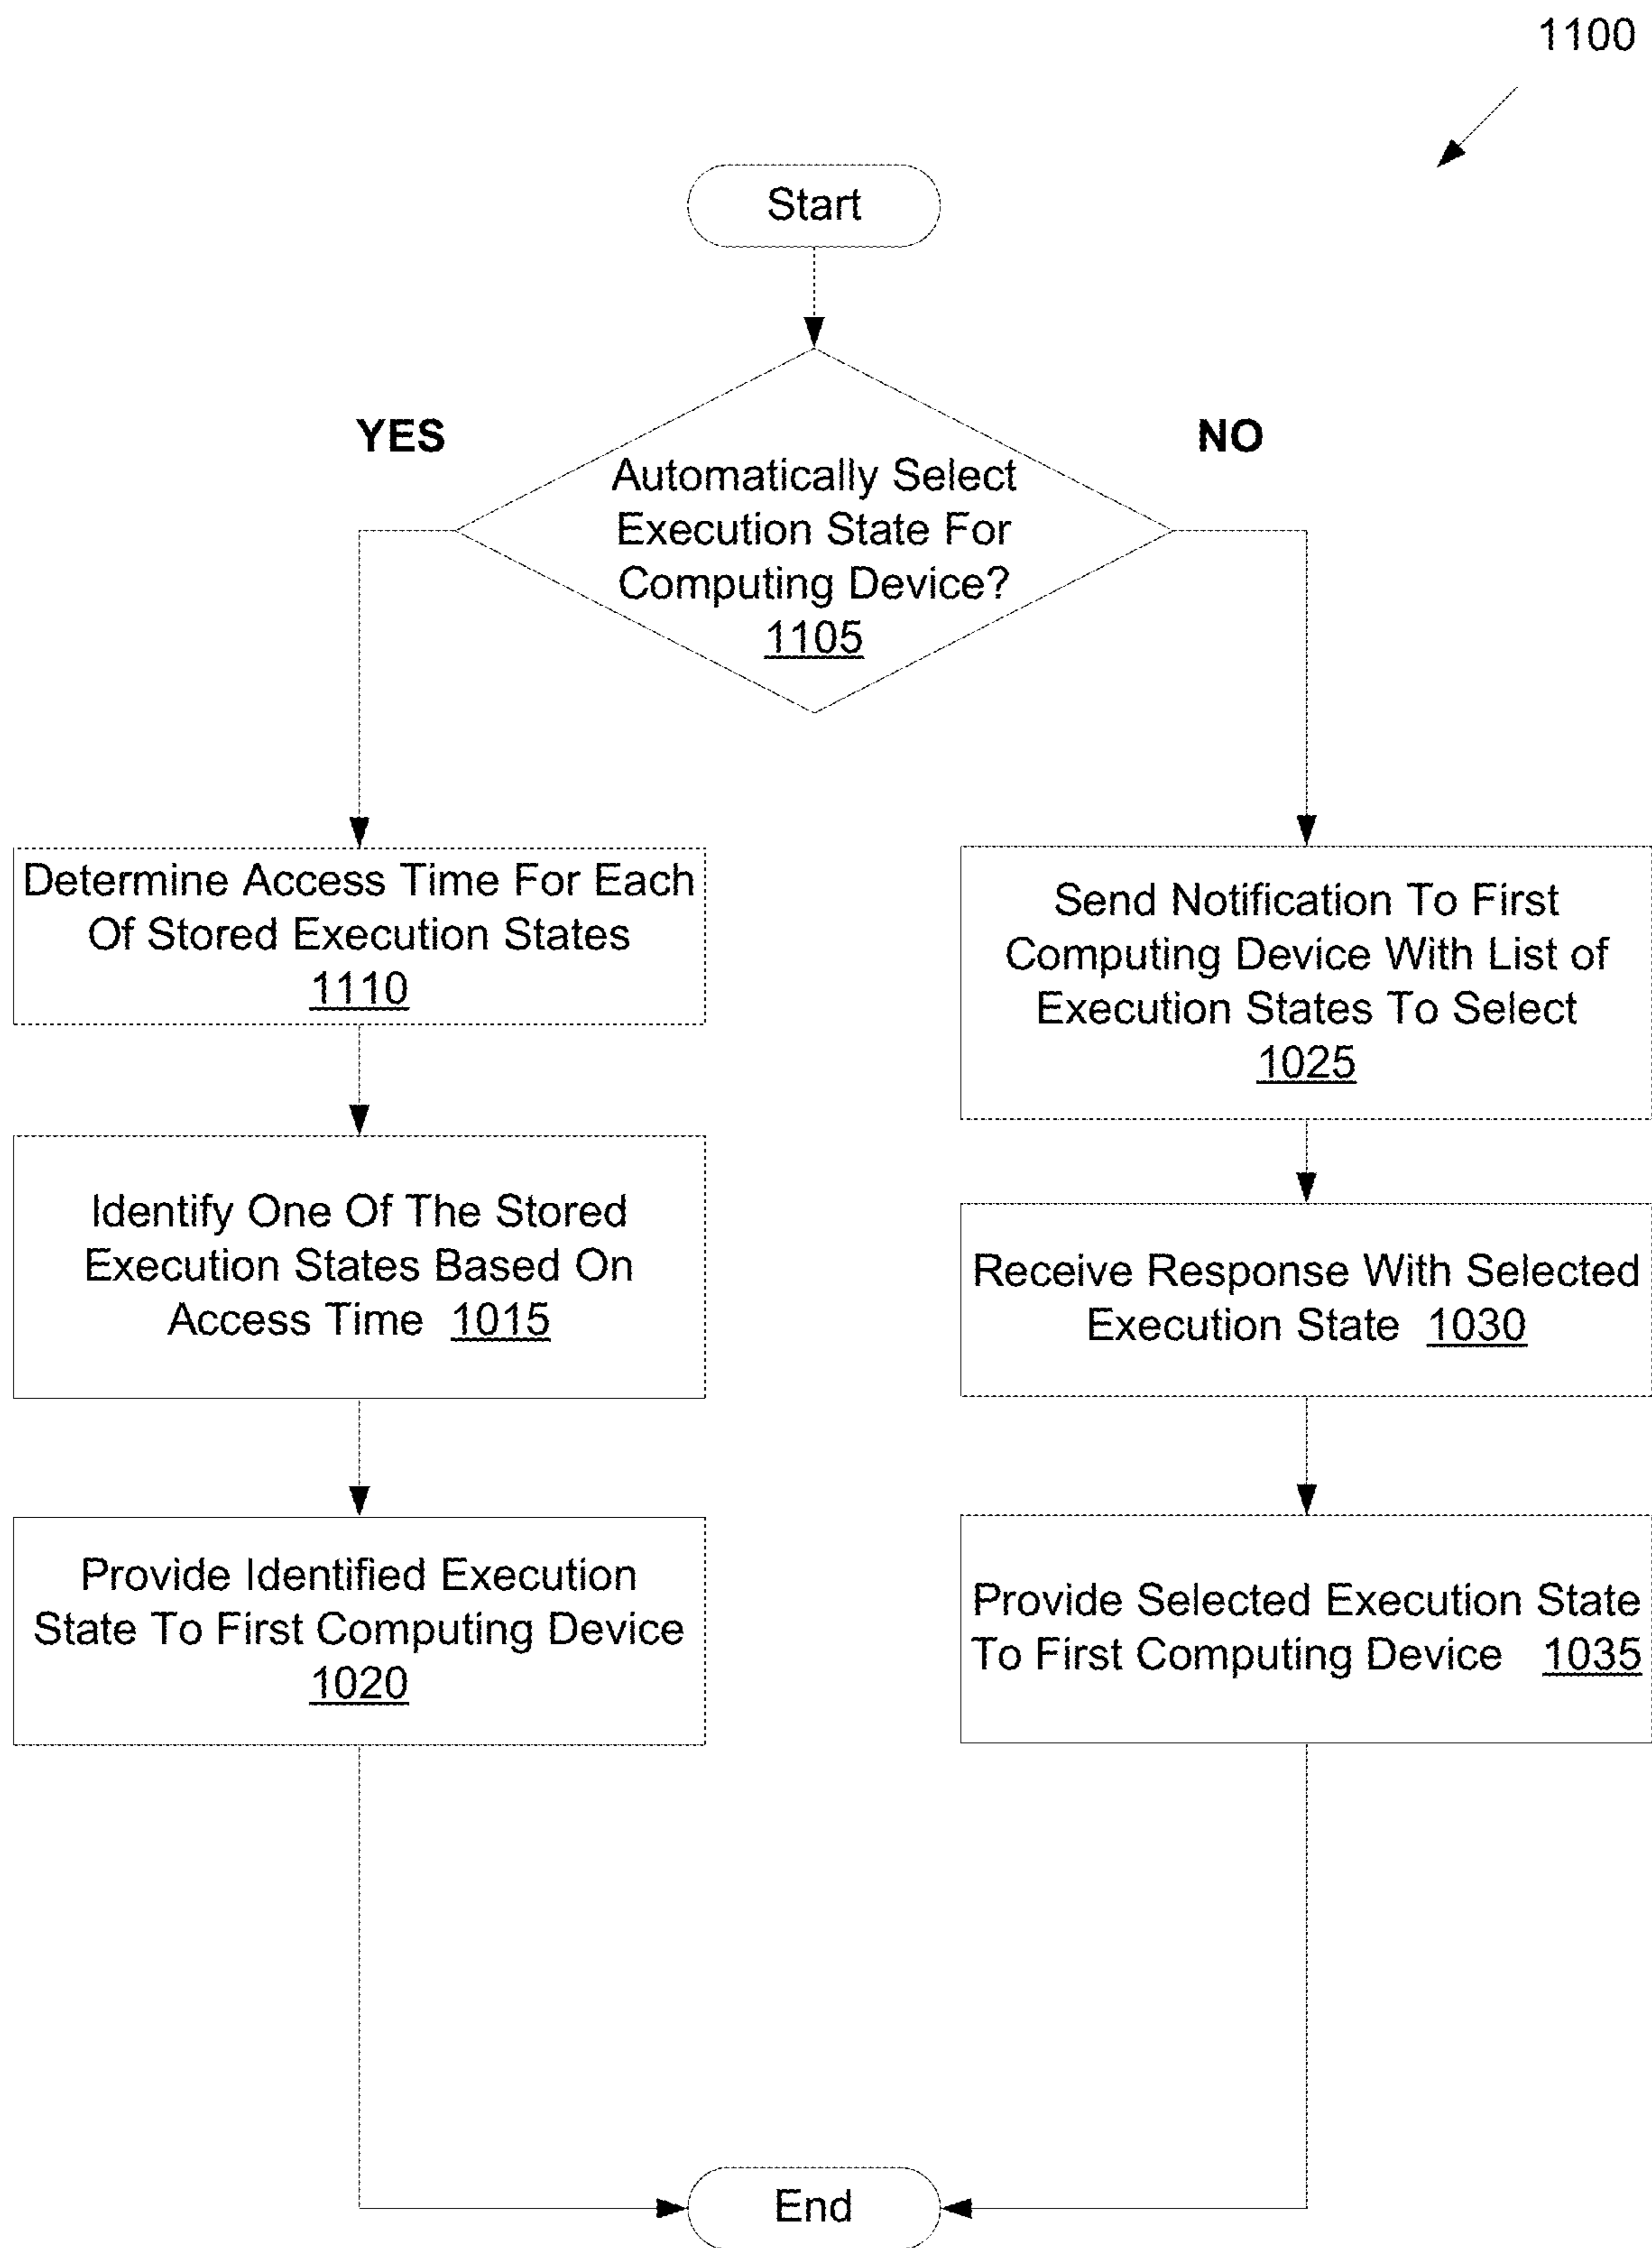 1100
Start
YES
NO
Automatically Select
Execution State For
Computing Device?
1105
Determine Access Time For Each
Of Stored Execution States
1110
Identify One Of The Stored
Execution States Based On
Access Time 1015
Provide Identified Execution
State To First Computing Device
1020
Send Notification To First
Computing Device With List of
Execution States To Select
1025
Receive Response With Selected
Execution State 1030
Provide Selected Execution State
To First Computing Device 1035
End